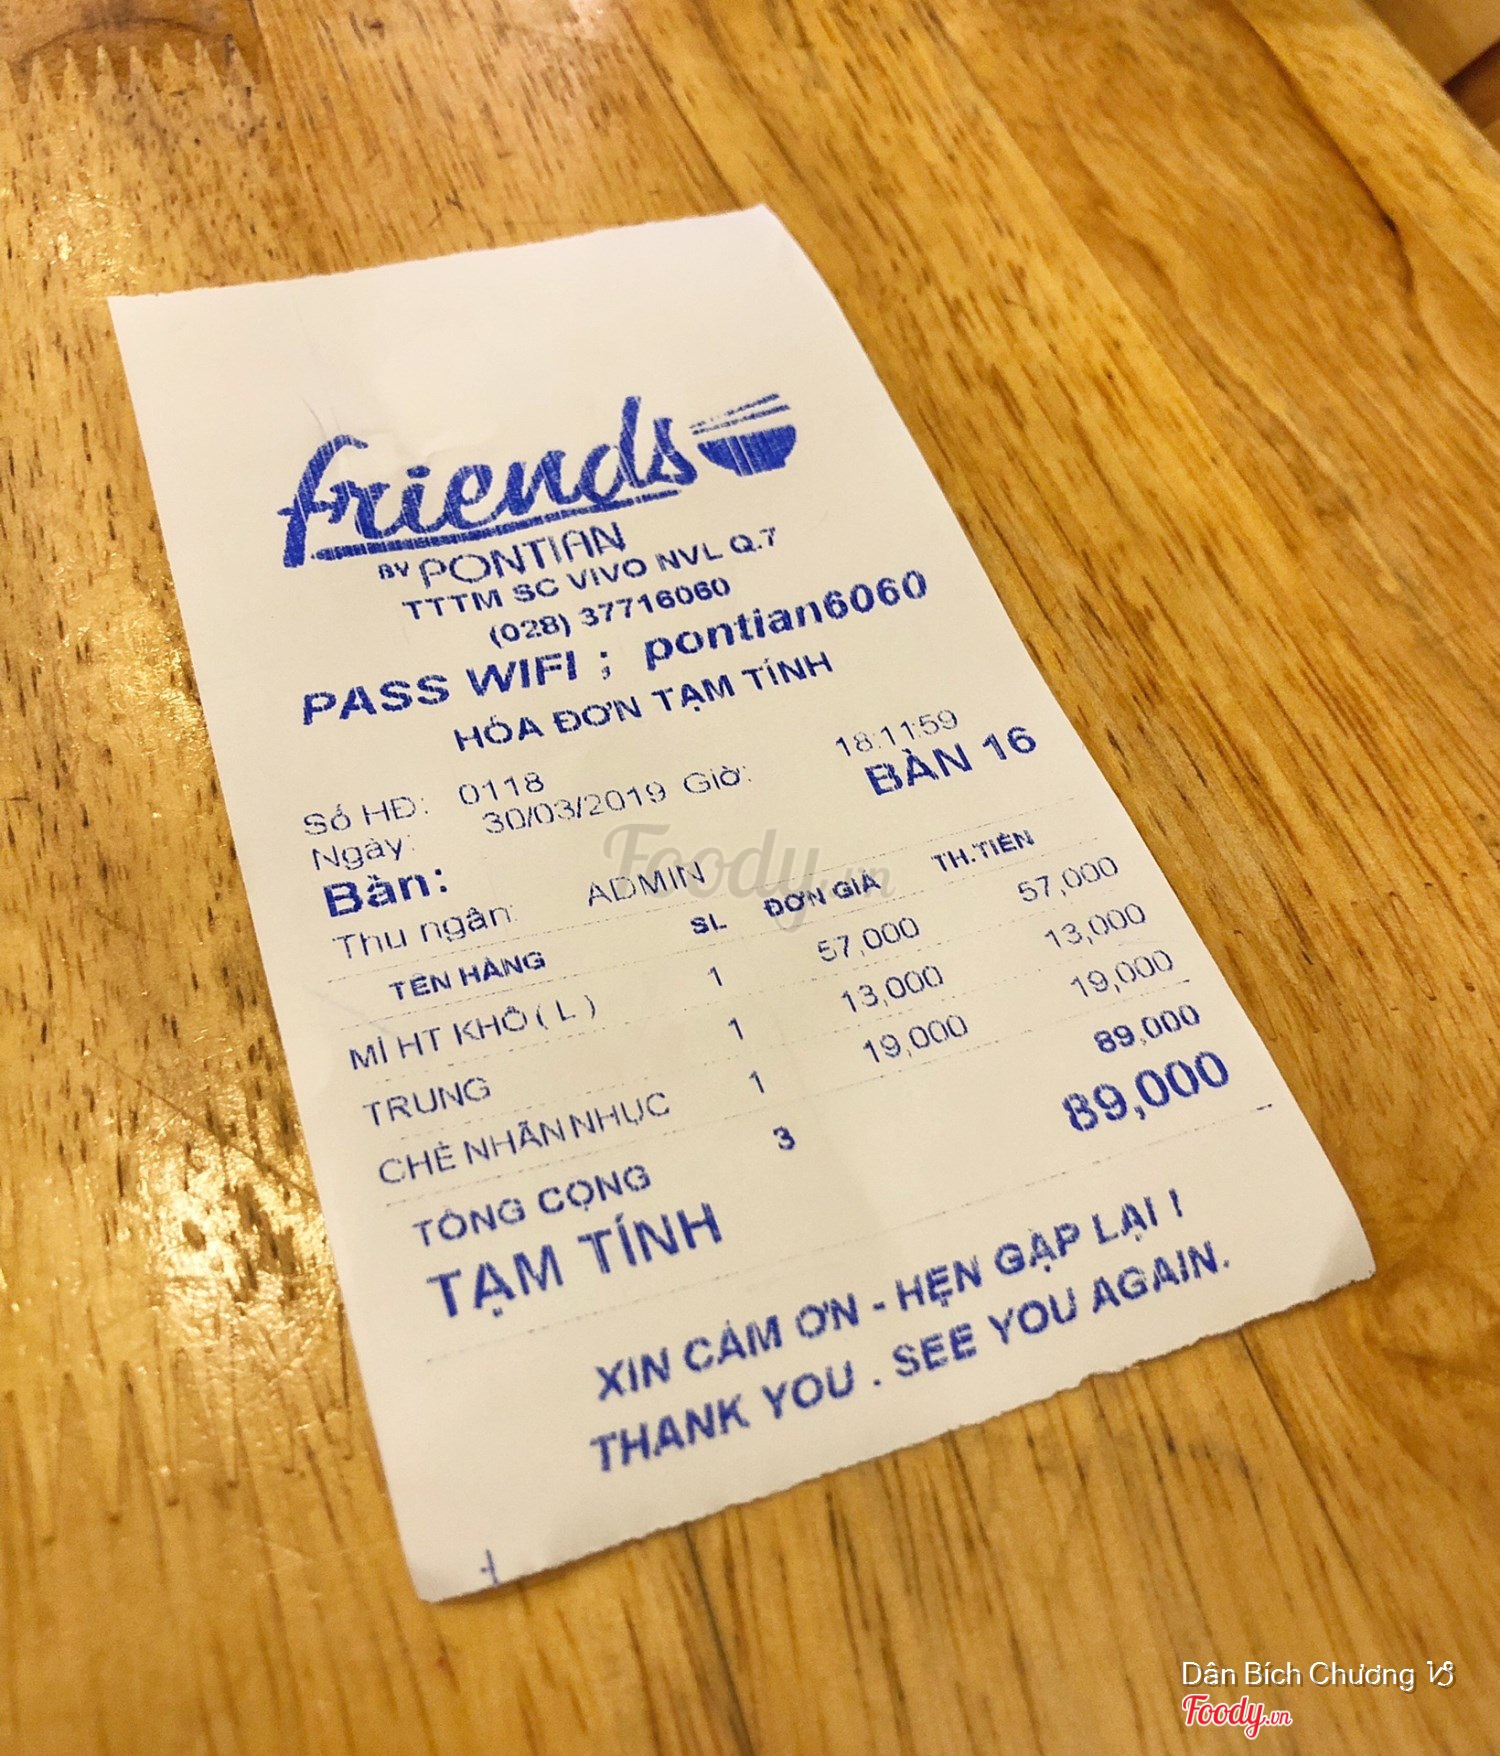 friends
BY PONTIAN
TTTM SC VIVO NVL Q.7
(028) 37716060
PASS WIFI ; pontian6060
HÓA ĐƠN TẠM TÍNH
Số HĐ: 0118
Ngày: 30/03/2019 Giờ: 18:11:59
Bàn: BÀN 16
Thu ngân: ADMIN
TÊN HÀNG SL ĐƠN GIÁ TH.TIỀN
MÌ HT KHÔ ( L ) 1 57,000 57,000
TRUNG 1 13,000 13,000
CHÈ NHÃN NHỤC 1 19,000 19,000
TỔNG CỘNG 3 89,000
TẠM TÍNH 89,000
XIN CẢM ƠN - HẸN GẶP LẠI !
THANK YOU . SEE YOU AGAIN.
Foody.vn
Dân Bích Chương ♑
Foody.vn